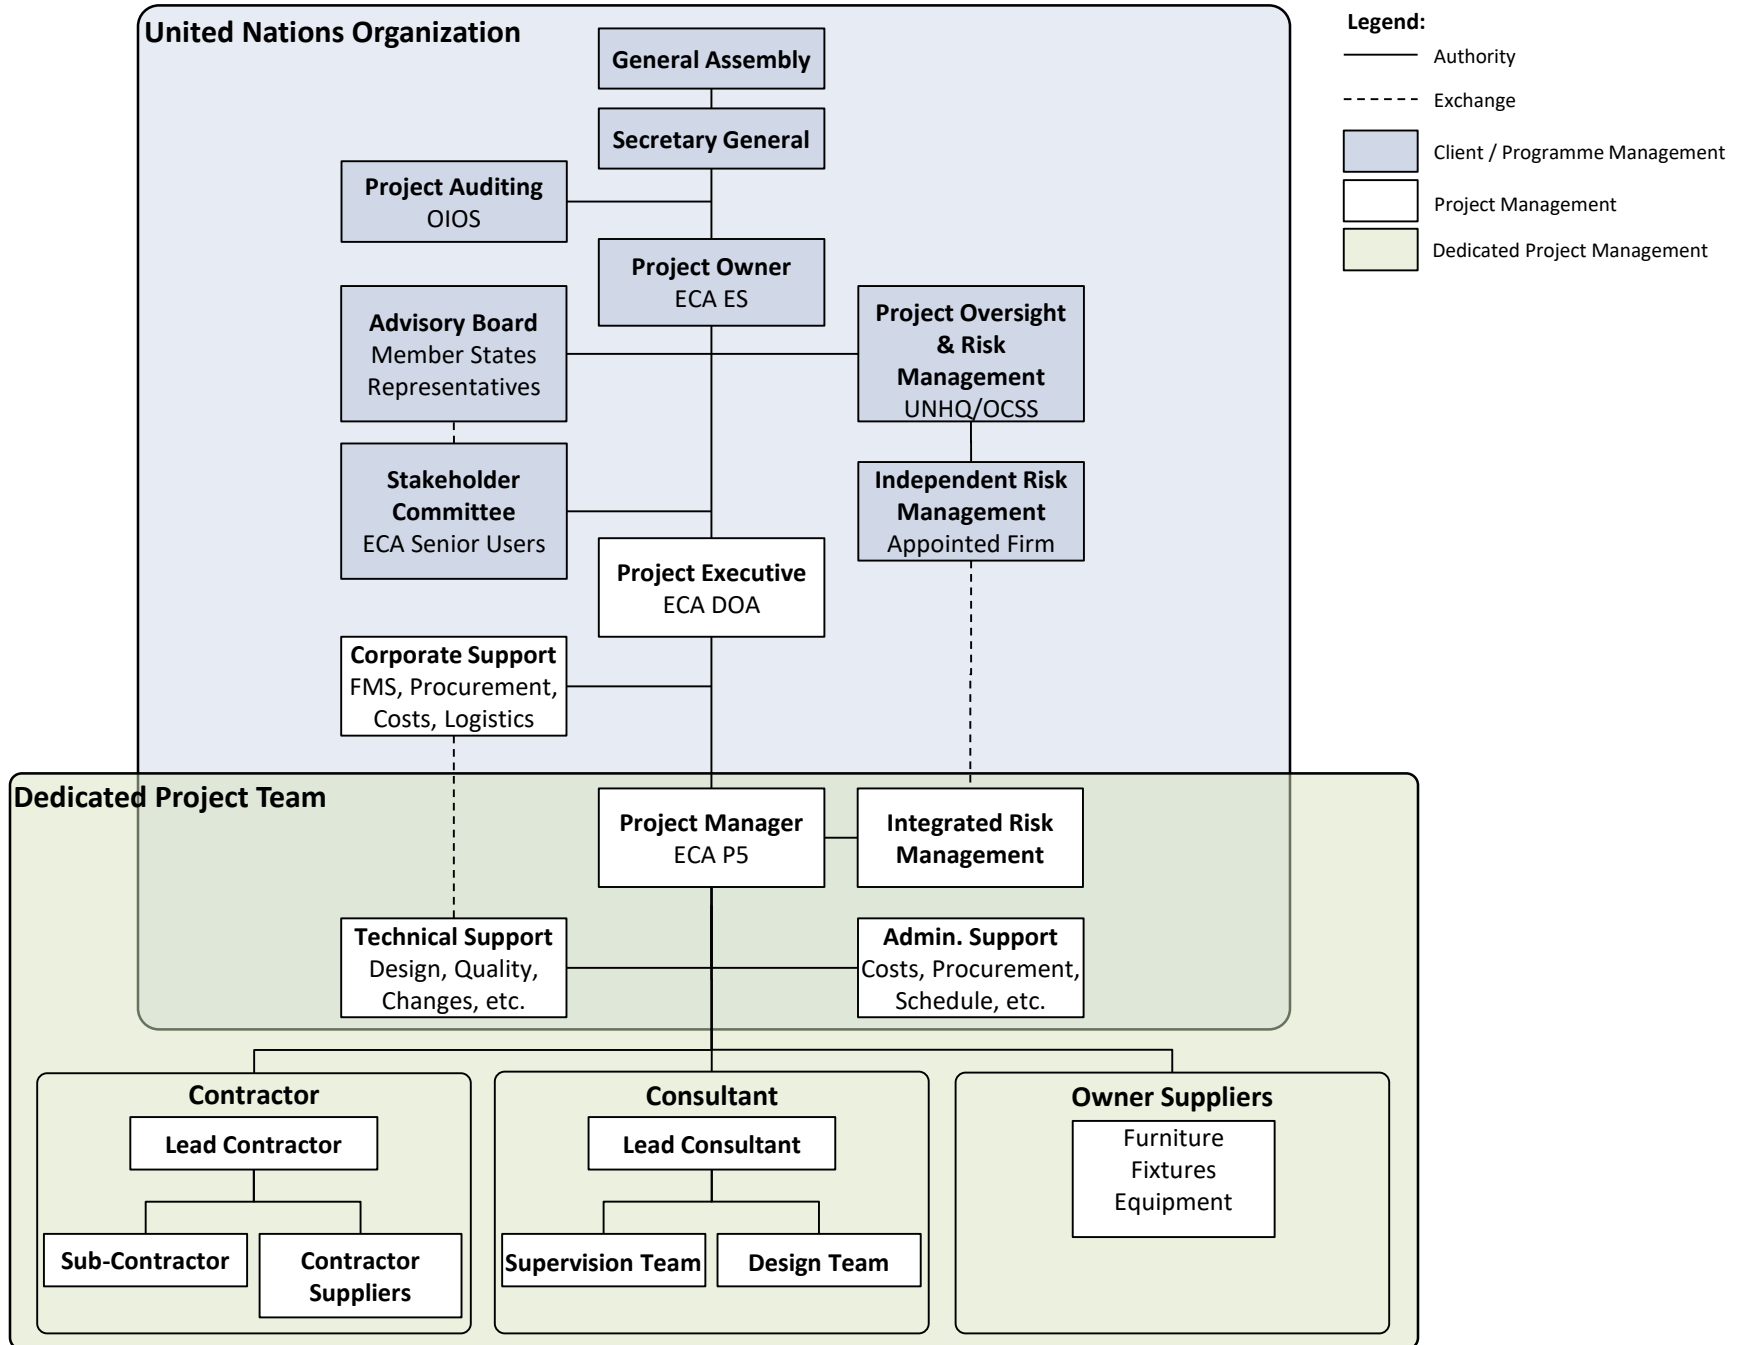 United Nations Organization
General Assembly
Secretary General
Project Auditing
OIOS
Project Owner
ECA ES
Advisory Board
Member States
Representatives
Project Oversight
& Risk
Management
UNHQ/OCSS
Stakeholder
Committee
ECA Senior Users
Independent Risk
Management
Appointed Firm
Project Executive
ECA DOA
Corporate Support
FMS, Procurement,
Costs, Logistics
Dedicated Project Team
Project Manager
ECA P5
Integrated Risk
Management
Technical Support
Design, Quality,
Changes, etc.
Admin. Support
Costs, Procurement,
Schedule, etc.
Contractor
Lead Contractor
Sub-Contractor
Contractor
Suppliers
Consultant
Lead Consultant
Supervision Team
Design Team
Owner Suppliers
Furniture
Fixtures
Equipment
Legend:
Authority
Exchange
Client / Programme Management
Project Management
Dedicated Project Management